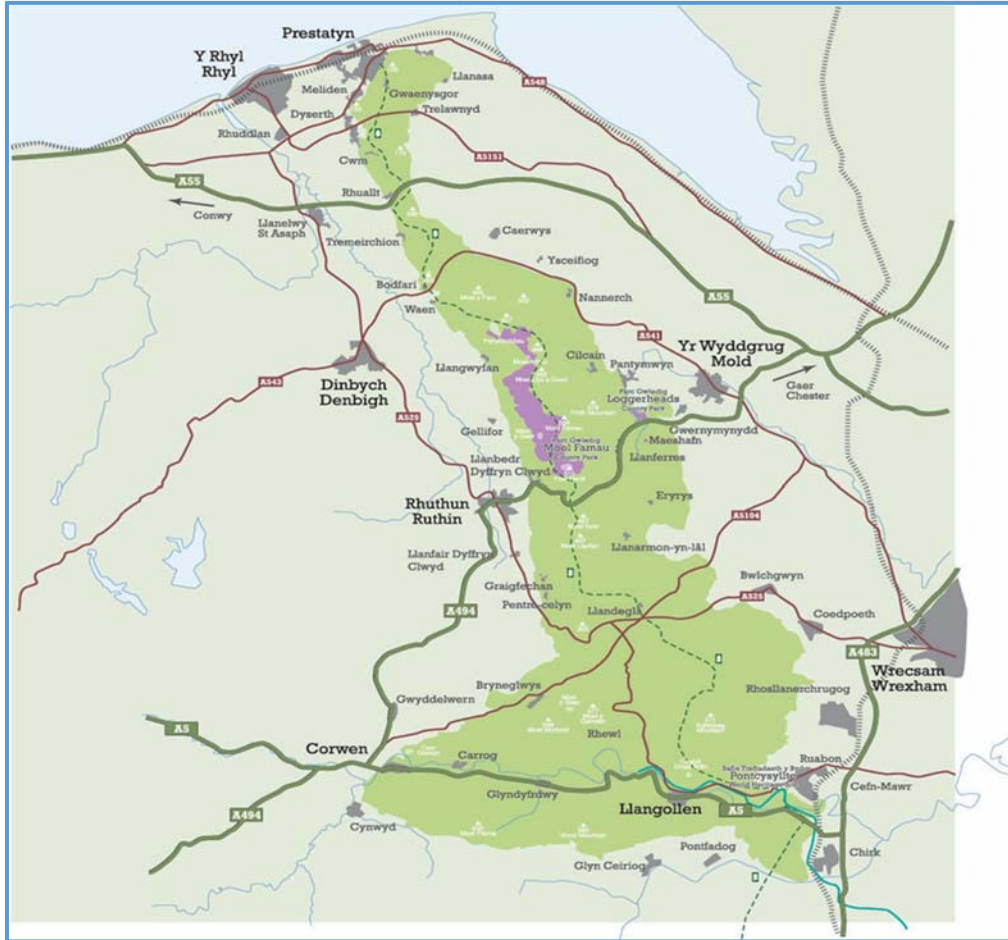 Prestatyn
Y Rhyl
Rhyl
Meliden
Llanasa
Gwaenysgor
A548
Dyserth
Trelawnyd
Rhuddlan
A5151
Cwm
A55
Rhuallt
Conwy
Llanelwy
St Asaph
Caerwys
Tremeirchion
Ysceifiog
Bodfari
Nannerch
A55
Waen
A541
Yr Wyddgrug
Mold
Cilcain
Pantymwyn
Llangwyfan
Dinbych
Denbigh
A543
Parc Gwledig
Loggerheads
Country Park
Gaer
Chester
A525
Gellifor
Gwernymynydd
Maeshafn
Parc Gwledig
Moel Famau
Country Park
Llanferres
Llanbedr
Dyffryn Clwyd
Rhuthun
Ruthin
Eryrys
A5104
Llanarmon-yn-Iâl
Llanfair Dyffryn
Clwyd
Graigfechan
Bwlchgwyn
A494
Pentre-celyn
Llandegla
A525
Coedpoeth
A483
Wrecsam
Wrexham
Bryneglwys
Rhosllanerchrugog
Gwyddelwern
A5
Rhewl
Corwen
Carrog
Ruabon
Pontcysyllte
Glyndyfrdwy
Cefn-Mawr
Llangollen
A5
A494
Cynwyd
Pontfadog
Chirk
Glyn Ceiriog